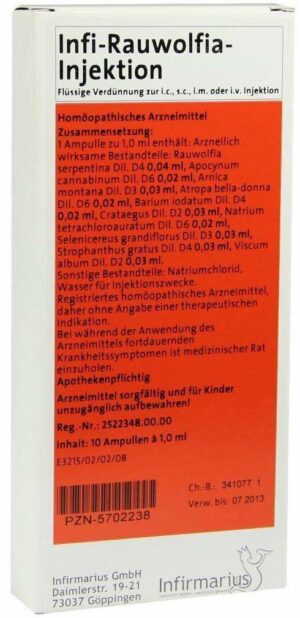 Infi-Rauwolfia-
Injektion
Flüssige Verdünnung zur i.c., s.c., i.m. oder i.v. Injektion
Homöopathisches Arzneimittel
Zusammensetzung:
1 Ampulle zu 1,0 ml enthält: Arzneilich
wirksame Bestandteile: Rauwolfia
serpentina Dil. D4 0,04 ml, Apocynum
cannabinum Dil. D6 0,02 ml, Arnica
montana Dil. D3 0,03 ml, Atropa bella-donna
Dil. D6 0,02 ml, Barium iodatum Dil. D4
0,02 ml, Crataegus Dil. D2 0,03 ml, Natrium
tetrachloroauratum Dil. D6 0,02 ml,
Selenicereus grandiflorus Dil. D3 0,03 ml,
Strophanthus gratus Dil. D4 0,03 ml, Viscum
album Dil. D2 0,03 ml.
Sonstige Bestandteile: Natriumchlorid,
Wasser für Injektionszwecke.
Registriertes homöopathisches Arzneimittel,
daher ohne Angabe einer therapeutischen
Indikation.
Bei während der Anwendung des
Arzneimittels fortdauernden
Krankheitssymptomen ist medizinischer Rat
einzuholen.
Apothekenpflichtig
Arzneimittel sorgfältig und für Kinder
unzugänglich aufbewahren!
Reg.-Nr.: 2522348.00.00
Inhalt: 10 Ampullen à 1,0 ml
E3215/02/02/08
Ch.-B.: 341077 1
Verw. bis: 07.2013
PZN-5702238
Infirmarius GmbH
Daimlerstr. 19-21
73037 Göppingen
Infirmarius